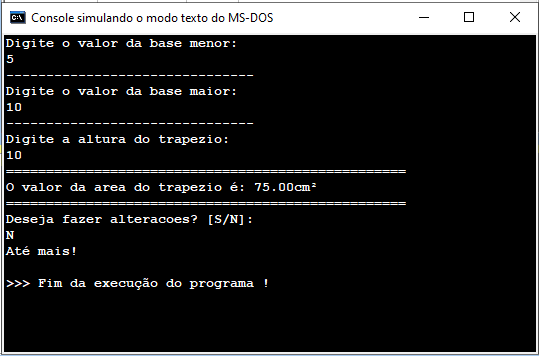 Console simulando o modo texto do MS-DOS
Digite o valor da base menor:
5
-------------------------------
Digite o valor da base maior:
10
-------------------------------
Digite a altura do trapezio:
10
==================================================
O valor da area do trapezio é: 75.00cm²
==================================================
Deseja fazer alteracoes? [S/N]:
N
Até mais!
>>> Fim da execução do programa !